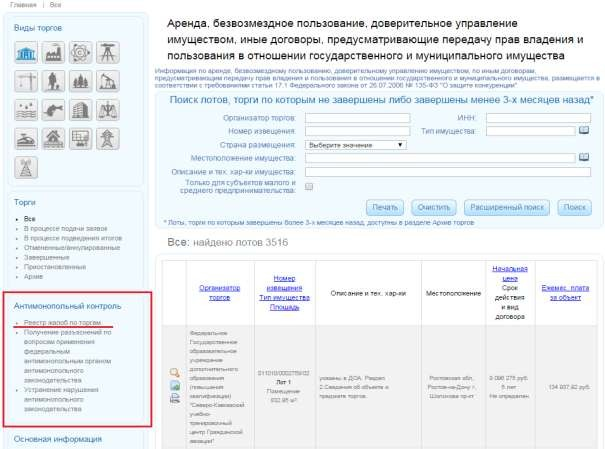 Главная | Все
Виды торгов
Торги
Все
В процессе подачи заявок
В процессе подведения итогов
Отмененные/аннулированные
Завершенные
Приостановленные
Архив
Антимонопольный контроль
Реестр жалоб по торгам
Получение разъяснений по
вопросам применения
федеральным
антимонопольным органом
антимонопольного
законодательства
Устранение нарушения
антимонопольного
законодательства
Основная информация
Аренда, безвозмездное пользование, доверительное управление
имуществом, иные договоры, предусматривающие передачу прав владения и
пользования в отношении государственного и муниципального имущества
Информация по аренде, безвозмездному пользованию, доверительному управлению имуществом, по иным договорам,
предусматривающим передачу прав владения и пользования в отношении государственного и муниципального имущества, размещается в
соответствии с требованиями статьи 17.1 Федерального закона от 26.07.2006 № 135-ФЗ "О защите конкуренции"
Поиск лотов, торги по которым не завершены либо завершены менее 3-х месяцев назад*
Организатор торгов: ИНН:
Номер извещения: Тип имущества:
Страна размещения: Выберите значение
Местоположение имущества:
Описание и тех. хар-ки имущества:
Только для субъектов малого и
среднего предпринимательства:
Печать Очистить Расширенный поиск Поиск
* Лоты, торги по которым завершены более 3-х месяцев назад, доступны в разделе Архив торгов
Все: найдено лотов 3516
Организатор
торгов
Номер
извещения
Тип имущества
Площадь
Описание и тех. хар-ки
Местоположение
Начальная
цена
Срок
действия
и вид
договора
Ежемес. плата
за объект
Федеральное
Государственное
образовательное
учреждение
дополнительного
образования
(повышения
квалификации)
"Северо-Кавказский
учебно-
тренировочный
центр Гражданской
авиации"
011010/0002759/02
Лот 1
Помещение
932,95 м²
указаны в ДОА. Раздел
2.Сведения об объекте и
предмете торгов.
Ростовская обл,
Ростов-на-Дону г,
Шолохова пр-кт
8 096 275 руб.
5 лет
Не определен
134 937,92 руб.